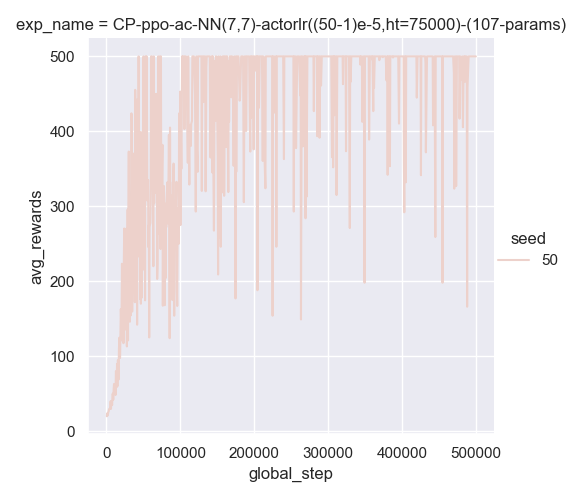 exp_name = CP-ppo-ac-NN(7,7)-actorlr((50-1)e-5,ht=75000)-(107-params)
500
400
300
200
100
0
avg_rewards
0 100000 200000 300000 400000 500000
global_step
seed
50